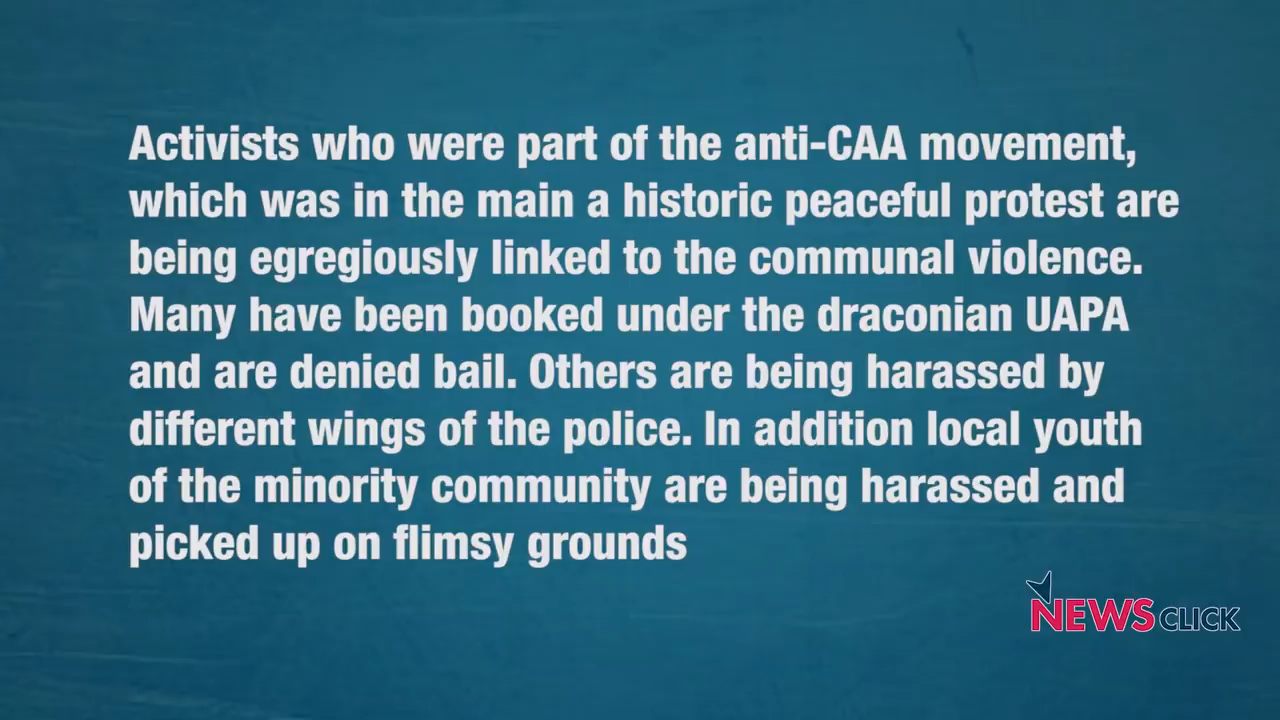 Activists who were part of the anti-CAA movement,
which was in the main a historic peaceful protest are
being egregiously linked to the communal violence.
Many have been booked under the draconian UAPA
and are denied bail. Others are being harassed by
different wings of the police. In addition local youth
of the minority community are being harassed and
picked up on flimsy grounds
NEWSCLICK